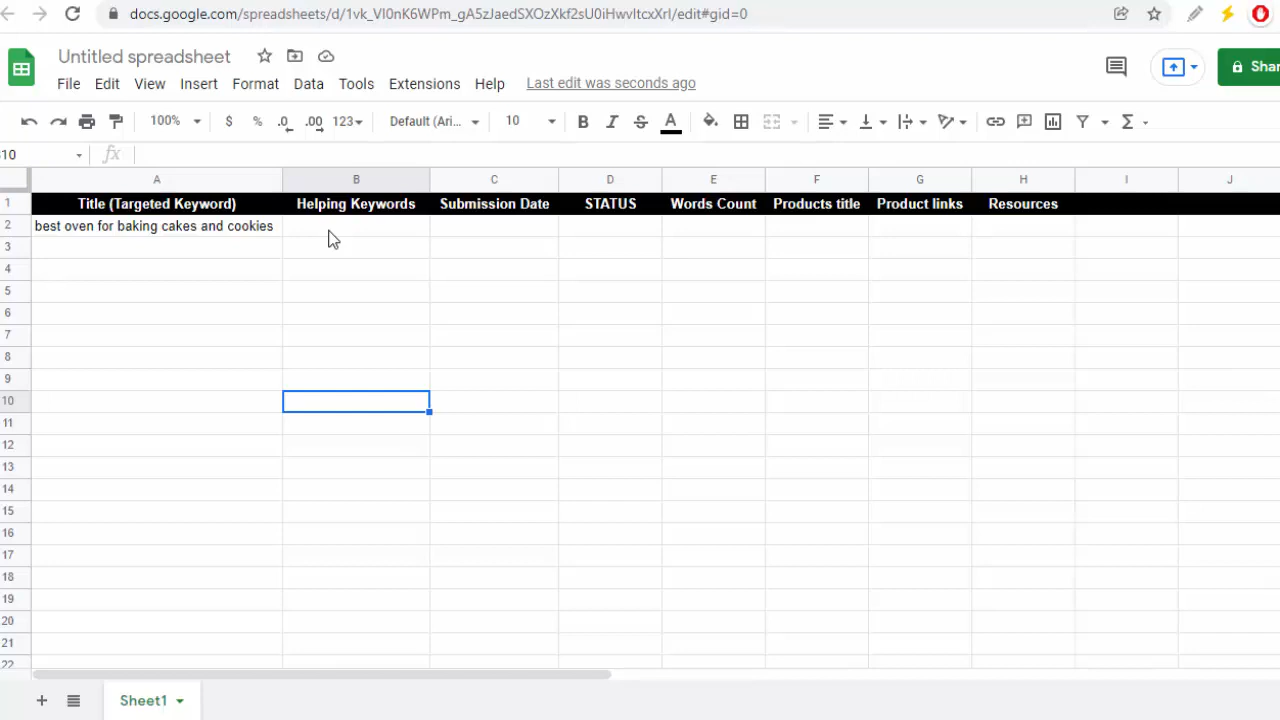 docs.google.com/spreadsheets/d/1vk_Vl0nK6WPm_gA5zJaedSXOzXkf2sU0iHwvltcxXrI/edit#gid=0
Untitled spreadsheet
File Edit View Insert Format Data Tools Extensions Help Last edit was seconds ago
Shar
100% $ % .0 .00 123 Default (Ari... 10 B I S A Σ
10 fx
A B C D E F G H I J
1 Title (Targeted Keyword) Helping Keywords Submission Date STATUS Words Count Products title Product links Resources
2 best oven for baking cakes and cookies
3
4
5
6
7
8
9
10
11
12
13
14
15
16
17
18
19
20
21
22
+ Sheet1